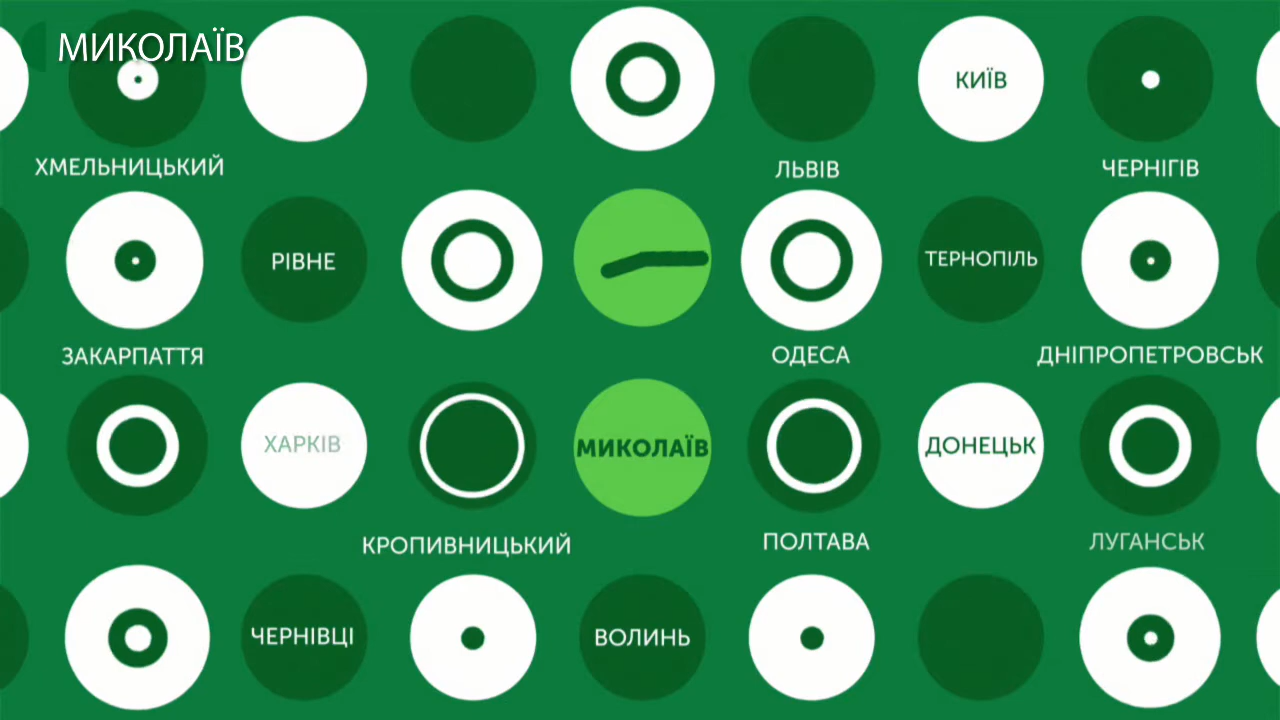 МИКОЛАЇВ
КИЇВ
ХМЕЛЬНИЦЬКИЙ
ЛЬВІВ
ЧЕРНІГІВ
РІВНЕ
ТЕРНОПІЛЬ
ЗАКАРПАТТЯ
ОДЕСА
ДНІПРОПЕТРОВСЬК
ХАРКІВ
МИКОЛАЇВ
ДОНЕЦЬК
КРОПИВНИЦЬКИЙ
ПОЛТАВА
ЛУГАНСЬК
ЧЕРНІВЦІ
ВОЛИНЬ